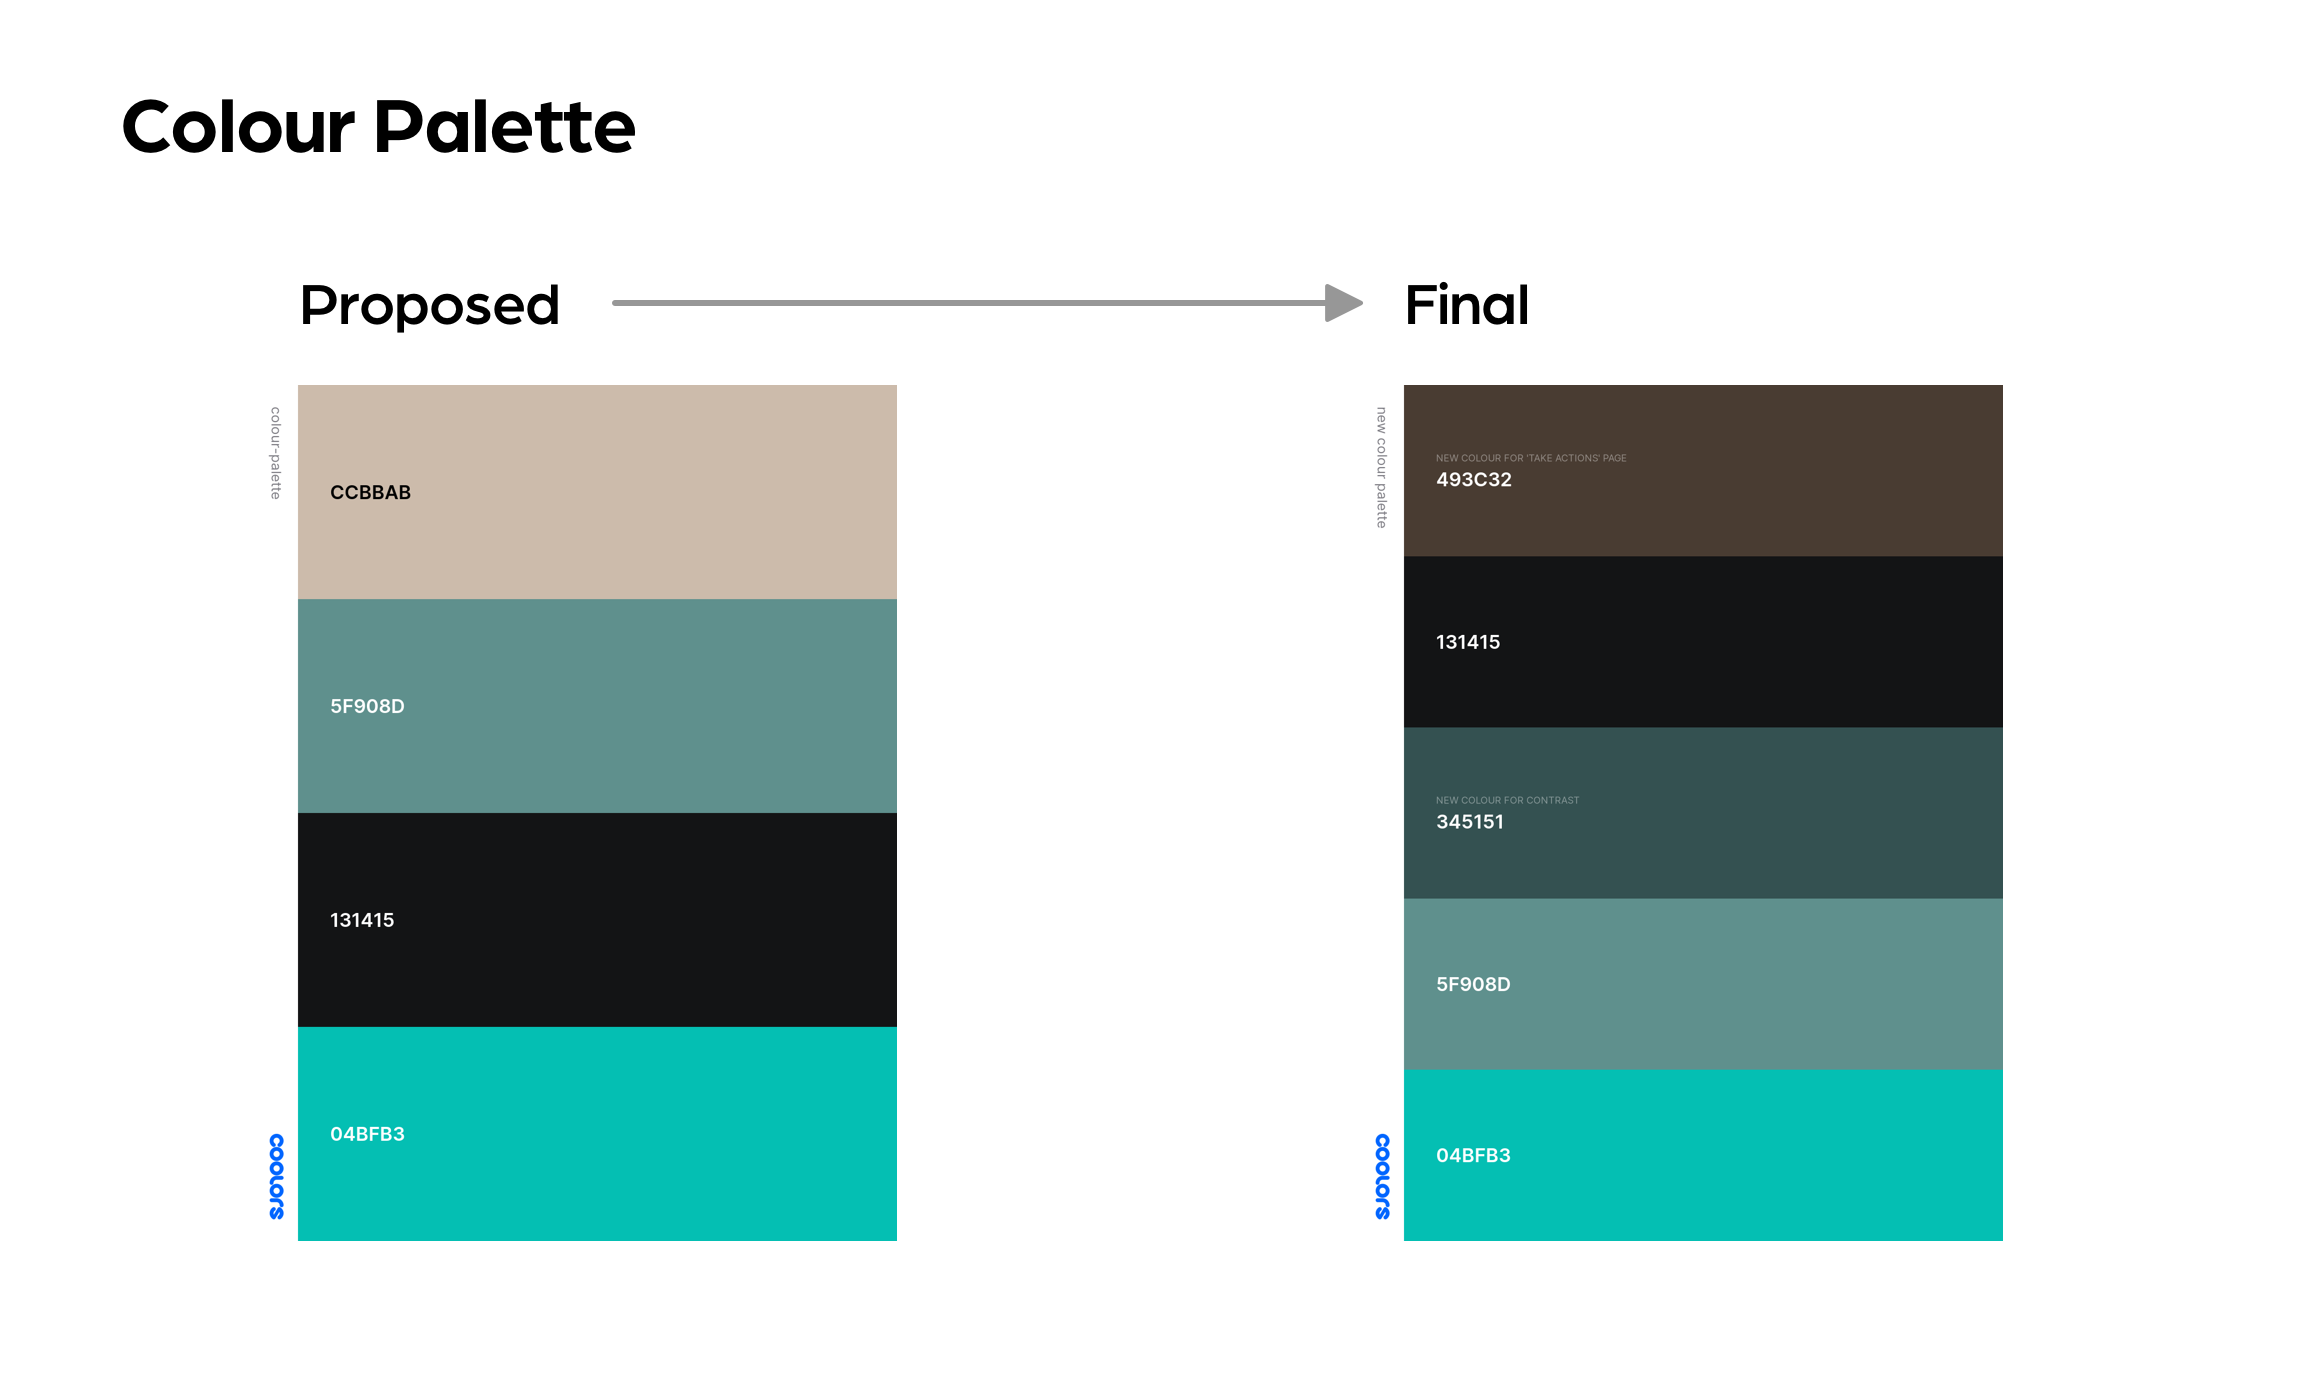 Colour Palette
Proposed
Final
colour-palette
CCBBAB
5F908D
131415
04BFB3
coolors
new colour palette
NEW COLOUR FOR 'TAKE ACTIONS' PAGE
493C32
131415
NEW COLOUR FOR CONTRAST
345151
5F908D
04BFB3
coolors